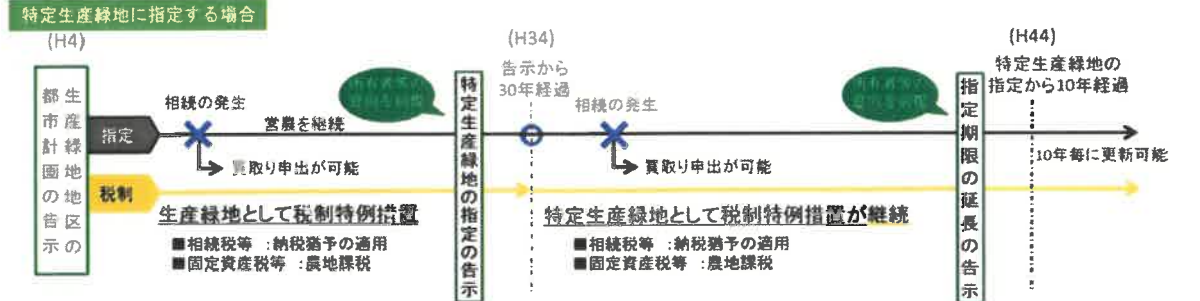 特定生産緑地に指定する場合
(H4)
(H34)
(H44)
告示から
30年経過
特定生産緑地の
指定から10年経過
生産緑地地区の
都市計画の告示
指定
税制
相続の発生
営農を継続
買取り申出が可能
特定生産緑地の指定の告示
相続の発生
買取り申出が可能
指定期限の延長の告示
10年毎に更新可能
生産緑地として税制特例措置
■相続税等 :納税猶予の適用
■固定資産税等 :農地課税
特定生産緑地として税制特例措置が継続
■相続税等 :納税猶予の適用
■固定資産税等 :農地課税